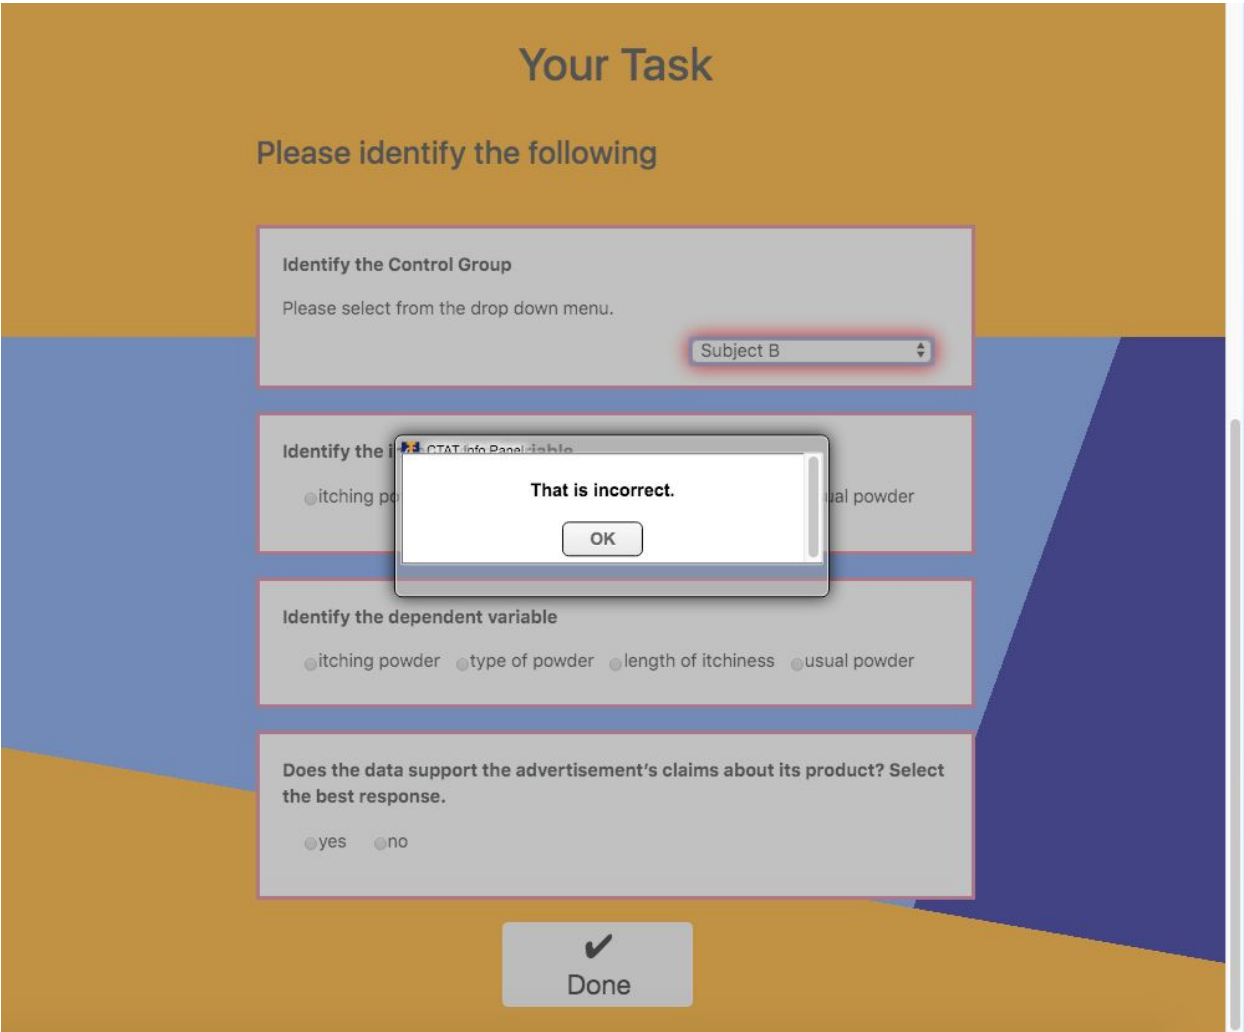 Your Task
Please identify the following
Identify the Control Group
Please select from the drop down menu.
Subject B
Identify the i
CTAT Info Panel
itching po
That is incorrect.
powder
OK
Identify the dependent variable
itching powder type of powder length of itchiness usual powder
Does the data support the advertisement's claims about its product? Select
the best response.
yes no
✔
Done